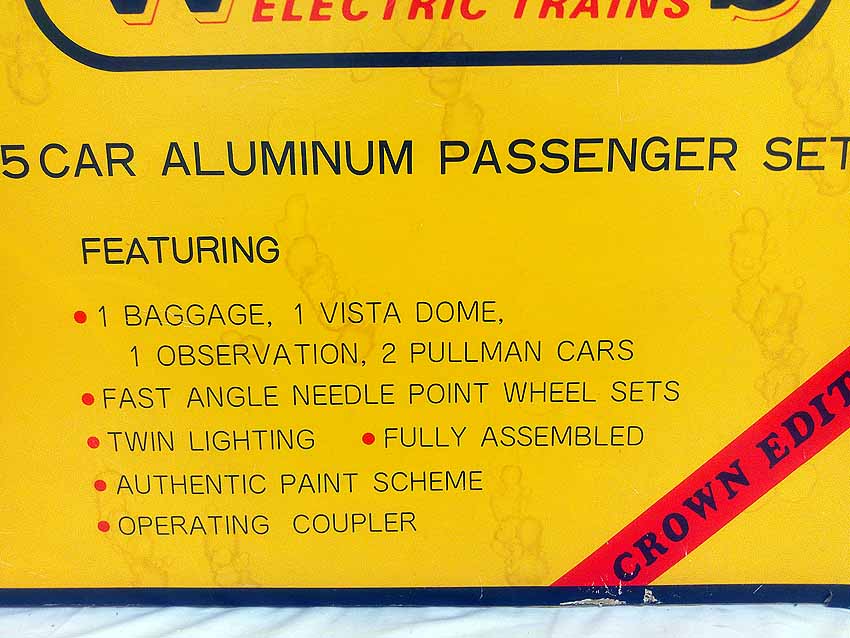 ELECTRIC TRAINS
5 CAR ALUMINUM PASSENGER SET
FEATURING
• 1 BAGGAGE, 1 VISTA DOME,
1 OBSERVATION, 2 PULLMAN CARS
• FAST ANGLE NEEDLE POINT WHEEL SETS
• TWIN LIGHTING • FULLY ASSEMBLED
• AUTHENTIC PAINT SCHEME
• OPERATING COUPLER
CROWN EDIT